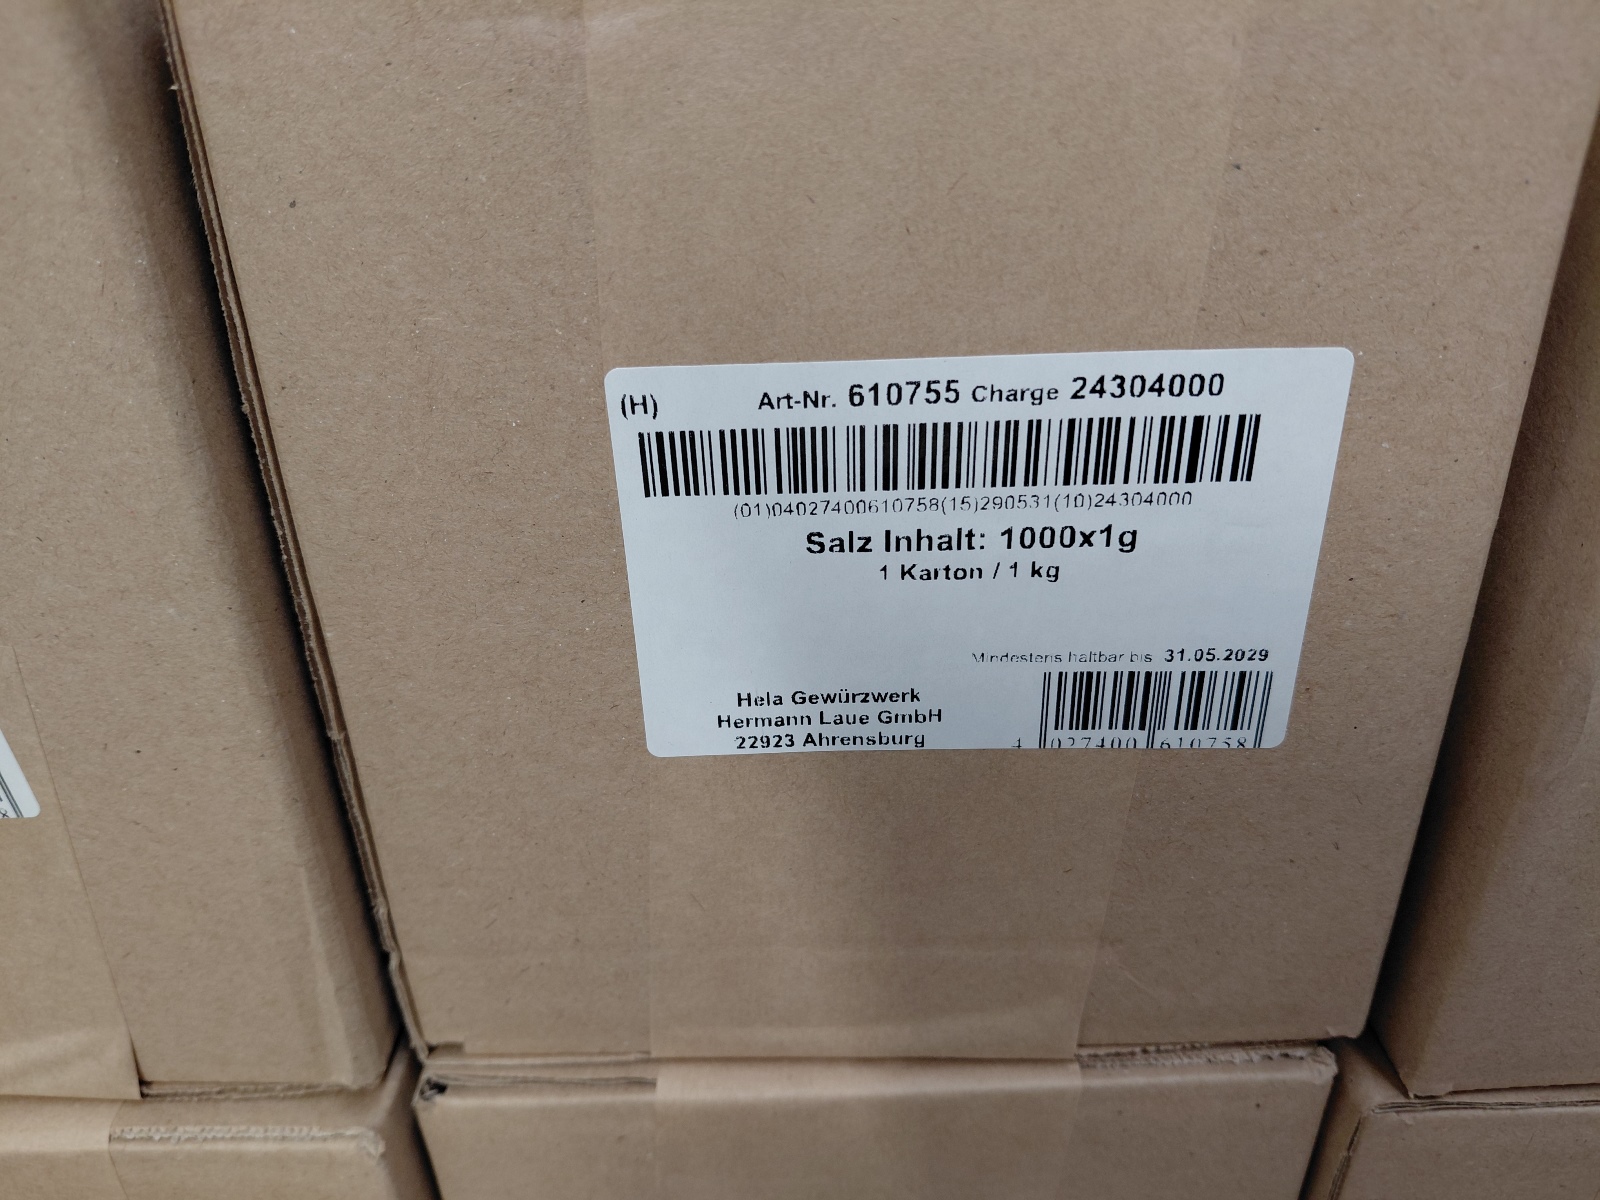 (H)
Art-Nr. 610755 Charge 24304000
(01)04027400610758(15)290531(10)24304000
Salz Inhalt: 1000x1g
1 Karton / 1 kg
Mindestens haltbar bis 31.05.2029
Hela Gewürzwerk
Hermann Laue GmbH
22923 Ahrensburg
4 027400 610758
8